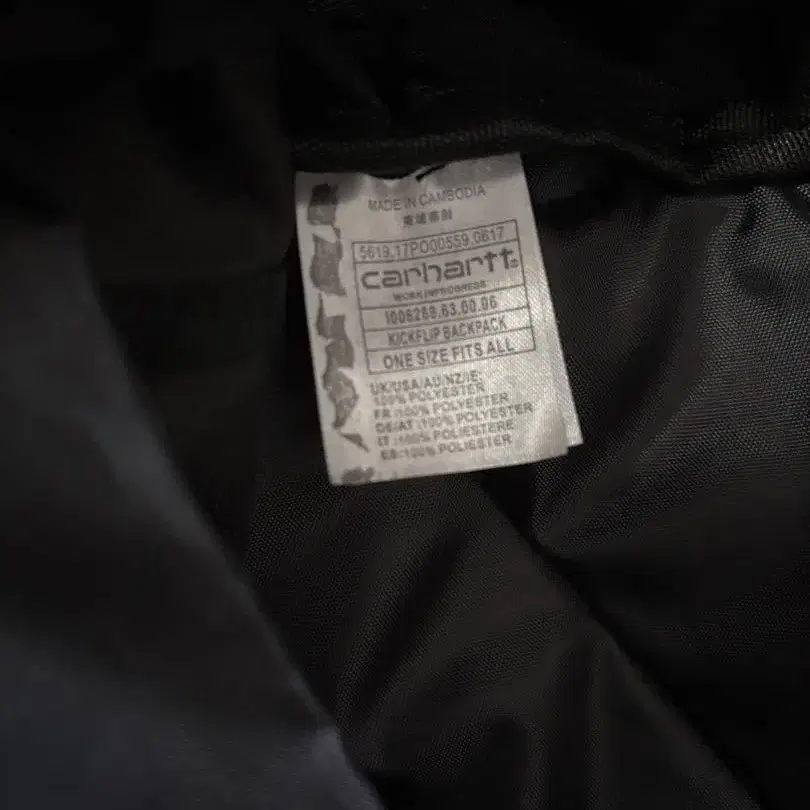 MADE IN CAMBODIA
柬埔寨制
5619.17PO00559.0617
carhartt®
WORK IN PROGRESS
I006288.63.00.06
KICKFLIP BACKPACK
ONE SIZE FITS ALL
UK/USA/AU/NZ/IE:
100% POLYESTER
FR :100% POLYESTER
DE/AT :100% POLYESTER
IT :100% POLIESTERE
ES :100% POLIESTER